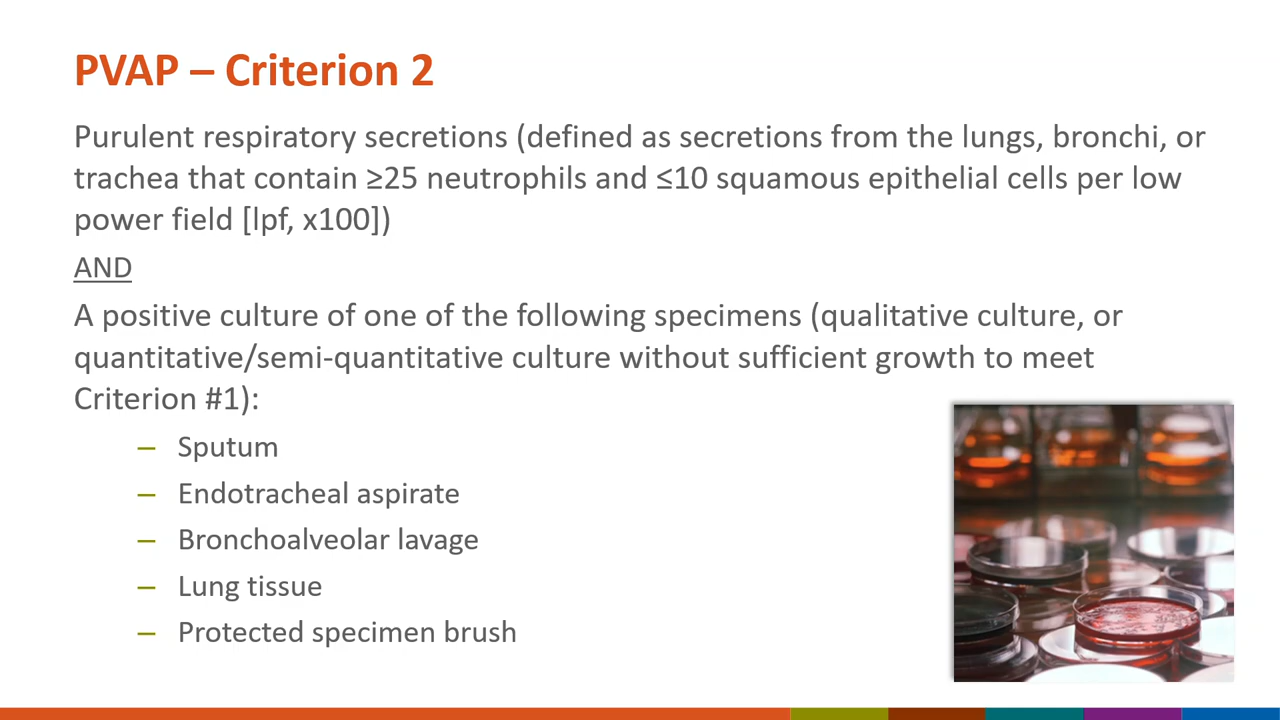 PVAP – Criterion 2
Purulent respiratory secretions (defined as secretions from the lungs, bronchi, or
trachea that contain ≥25 neutrophils and ≤10 squamous epithelial cells per low
power field [lpf, x100])
AND
A positive culture of one of the following specimens (qualitative culture, or
quantitative/semi-quantitative culture without sufficient growth to meet
Criterion #1):
– Sputum
– Endotracheal aspirate
– Bronchoalveolar lavage
– Lung tissue
– Protected specimen brush